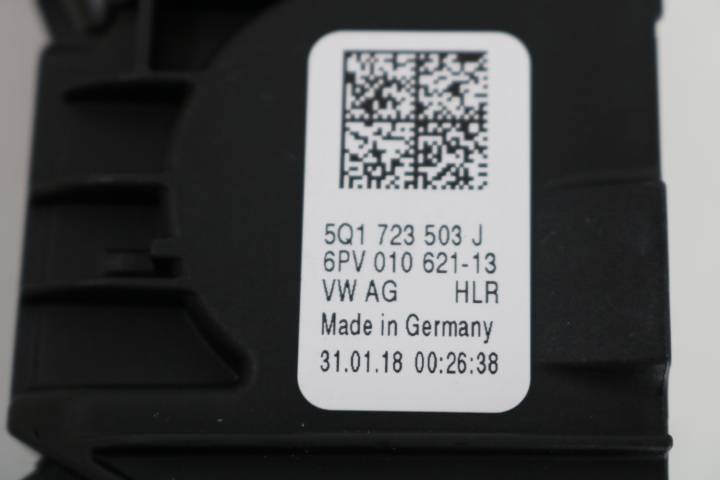 5Q1 723 503 J
6PV 010 621-13
VW AG HLR
Made in Germany
31.01.18 00:26:38